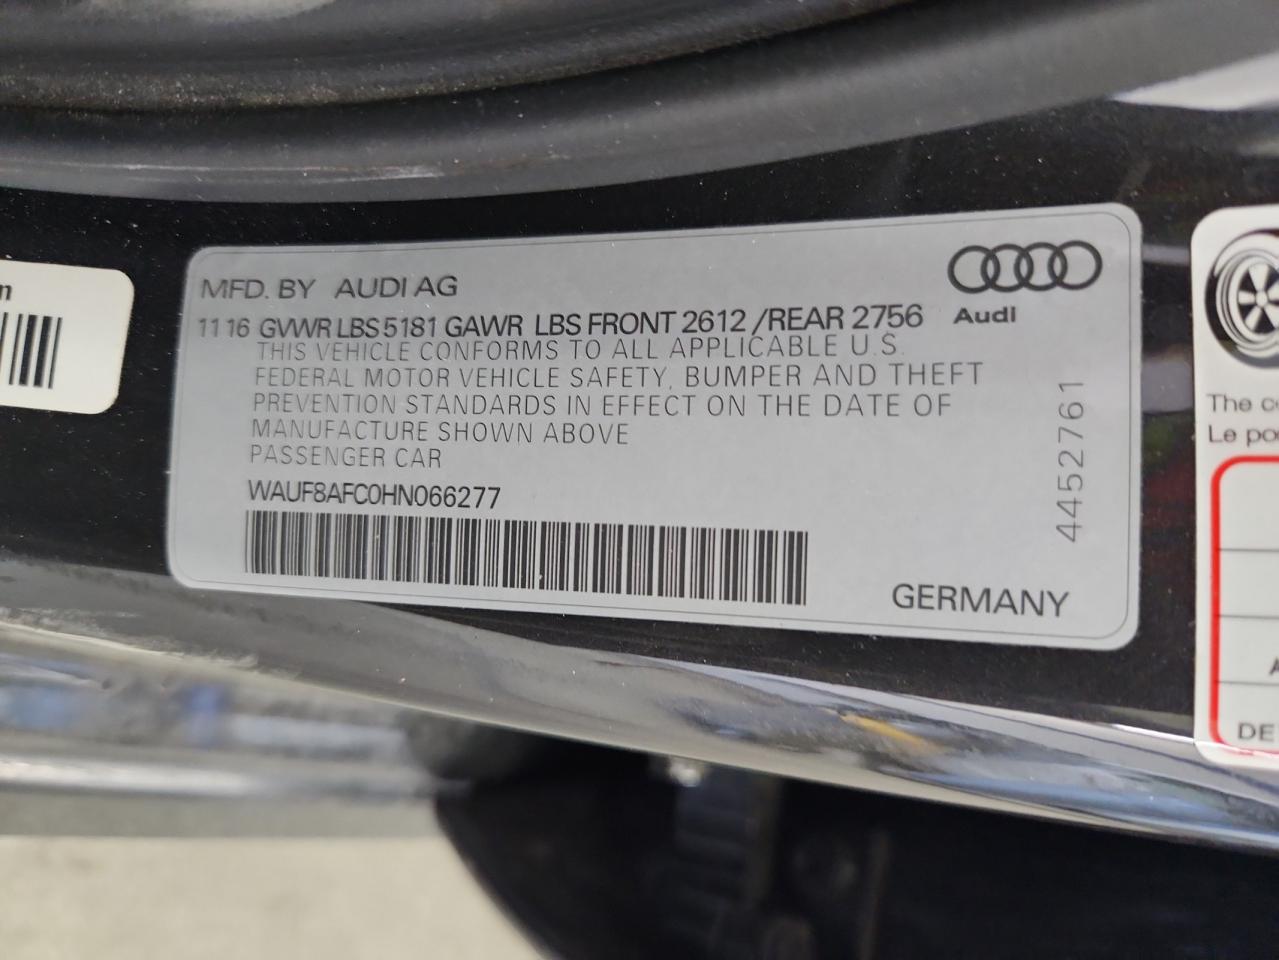 MFD. BY AUDI AG
11 16 GVWR LBS 5181 GAWR LBS FRONT 2612 /REAR 2756
Audi
THIS VEHICLE CONFORMS TO ALL APPLICABLE U.S.
FEDERAL MOTOR VEHICLE SAFETY, BUMPER AND THEFT
PREVENTION STANDARDS IN EFFECT ON THE DATE OF
MANUFACTURE SHOWN ABOVE
PASSENGER CAR
WAUF8AFC0HN066277
4452761
GERMANY
The
Le
DE